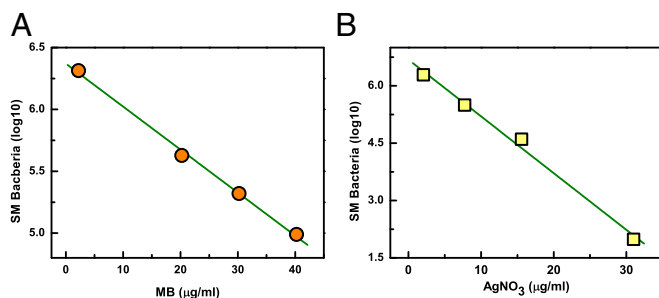 A
B
6.5
6.0
5.5
5.0
SM Bacberia (log10)
0
10
20
30
40
MB (μg/ml)
6.0
4.5
3.0
1.5
SM Bacteria (log10)
0
10
20
30
AgNO3 (μg/ml)